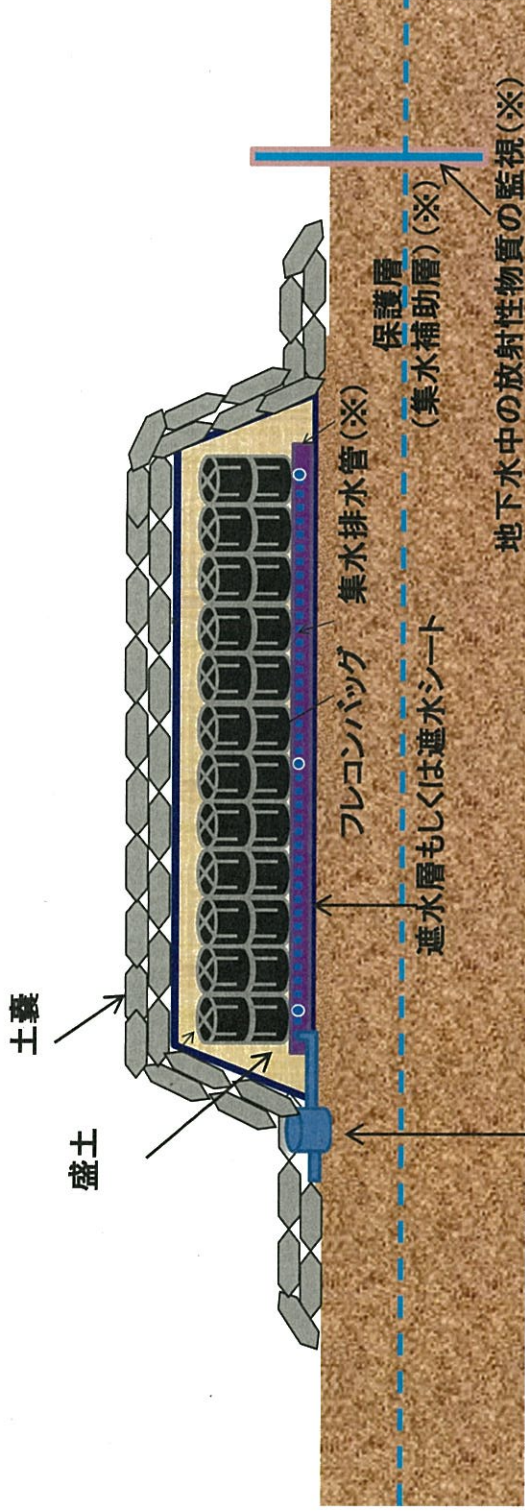 土嚢
盛土
フレコンバッグ
集水排水管(※)
保護層
(集水補助層)(※)
遮水層もしくは遮水シート
地下水中の放射性物質の監視(※)